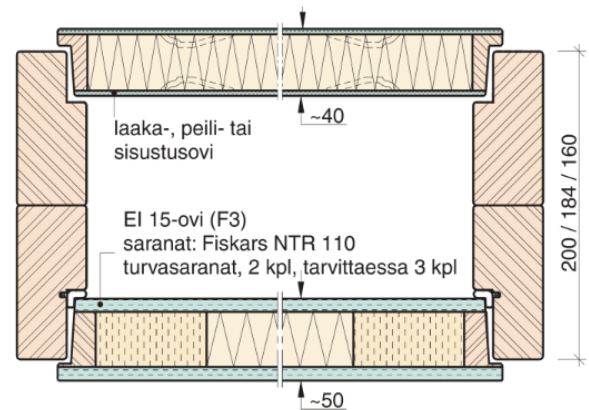 ~40
laaka-, peili- tai
sisustusovi
200 / 184 / 160
EI 15-ovi (F3)
saranat: Fiskars NTR 110
turvasaranat, 2 kpl, tarvittaessa 3 kpl
~50